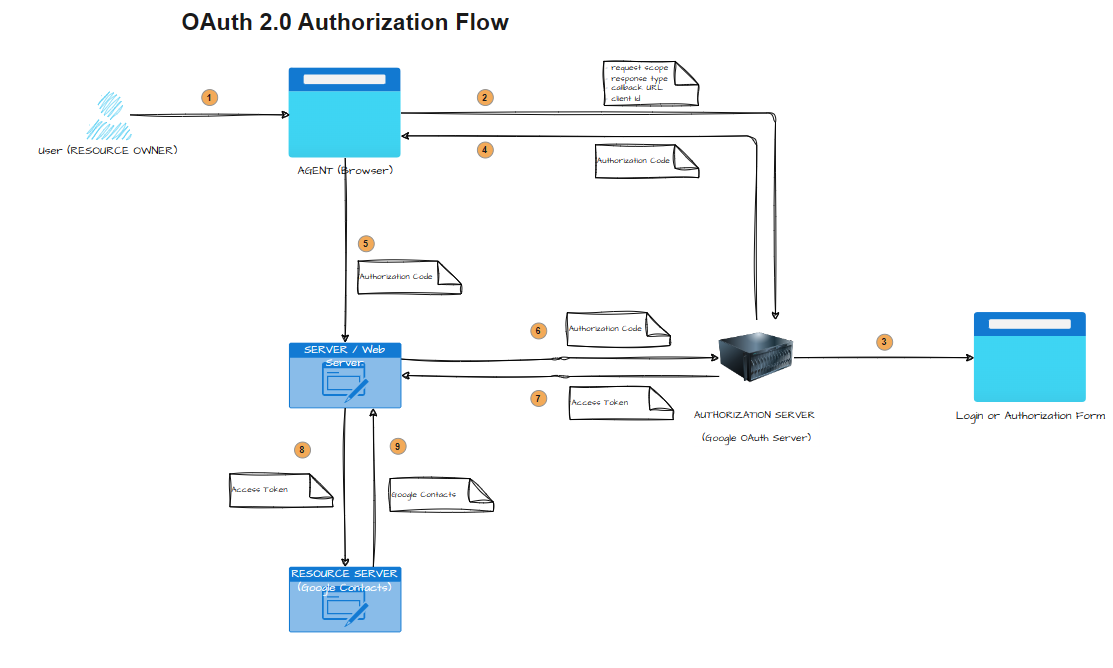 OAuth 2.0 Authorization Flow
request scope
response type
callback URL
client id
1
2
User (RESOURCE OWNER)
AGENT (Browser)
4
Authorization Code
5
Authorization Code
6
Authorization Code
3
SERVER / Web
Server
7
Access Token
AUTHORIZATION SERVER
(Google OAuth Server)
Login or Authorization Form
8
9
Access Token
Google Contacts
RESOURCE SERVER
(Google Contacts)